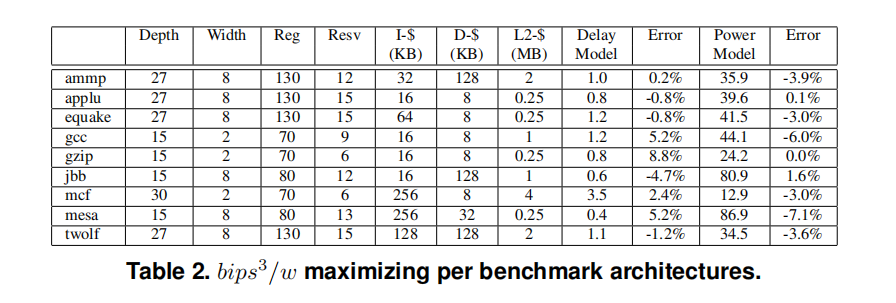 Depth Width Reg Resv I-$ D-$ L2-$ Delay Error Power Error
(KB) (KB) (MB) Model Model
ammp 27 8 130 12 32 128 2 1.0 0.2% 35.9 -3.9%
applu 27 8 130 15 16 8 0.25 0.8 -0.8% 39.6 0.1%
equake 27 8 130 15 64 8 0.25 1.2 -0.8% 41.5 -3.0%
gcc 15 2 70 9 16 8 1 1.2 5.2% 44.1 -6.0%
gzip 15 2 70 6 16 8 0.25 0.8 8.8% 24.2 0.0%
jbb 15 8 80 12 16 128 1 0.6 -4.7% 80.9 1.6%
mcf 30 2 70 6 256 8 4 3.5 2.4% 12.9 -3.0%
mesa 15 8 80 13 256 32 0.25 0.4 5.2% 86.9 -7.1%
twolf 27 8 130 15 128 128 2 1.1 -1.2% 34.5 -3.6%
Table 2. bips³/w maximizing per benchmark architectures.